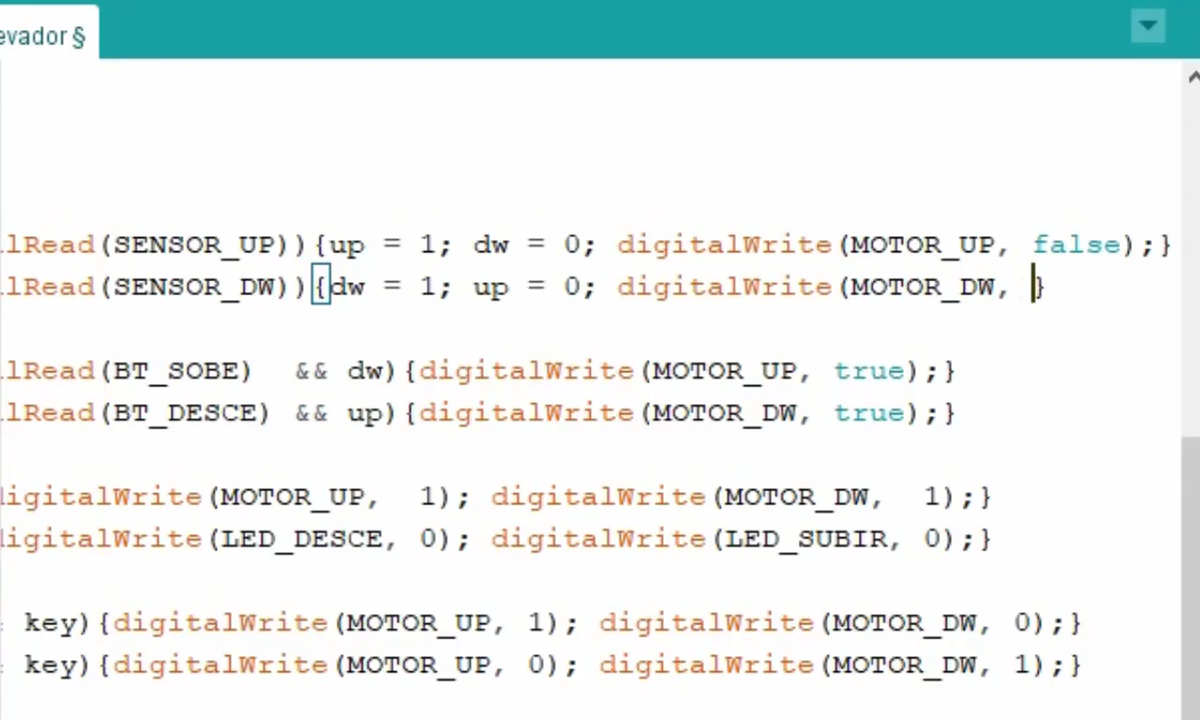 evador §
lRead(SENSOR_UP)){up = 1; dw = 0; digitalWrite(MOTOR_UP, false);}
lRead(SENSOR_DW)){dw = 1; up = 0; digitalWrite(MOTOR_DW, }
lRead(BT_SOBE)  && dw){digitalWrite(MOTOR_UP, true);}
lRead(BT_DESCE) && up){digitalWrite(MOTOR_DW, true);}
digitalWrite(MOTOR_UP,  1); digitalWrite(MOTOR_DW,  1);}
digitalWrite(LED_DESCE, 0); digitalWrite(LED_SUBIR, 0);}
key){digitalWrite(MOTOR_UP, 1); digitalWrite(MOTOR_DW, 0);}
key){digitalWrite(MOTOR_UP, 0); digitalWrite(MOTOR_DW, 1);}